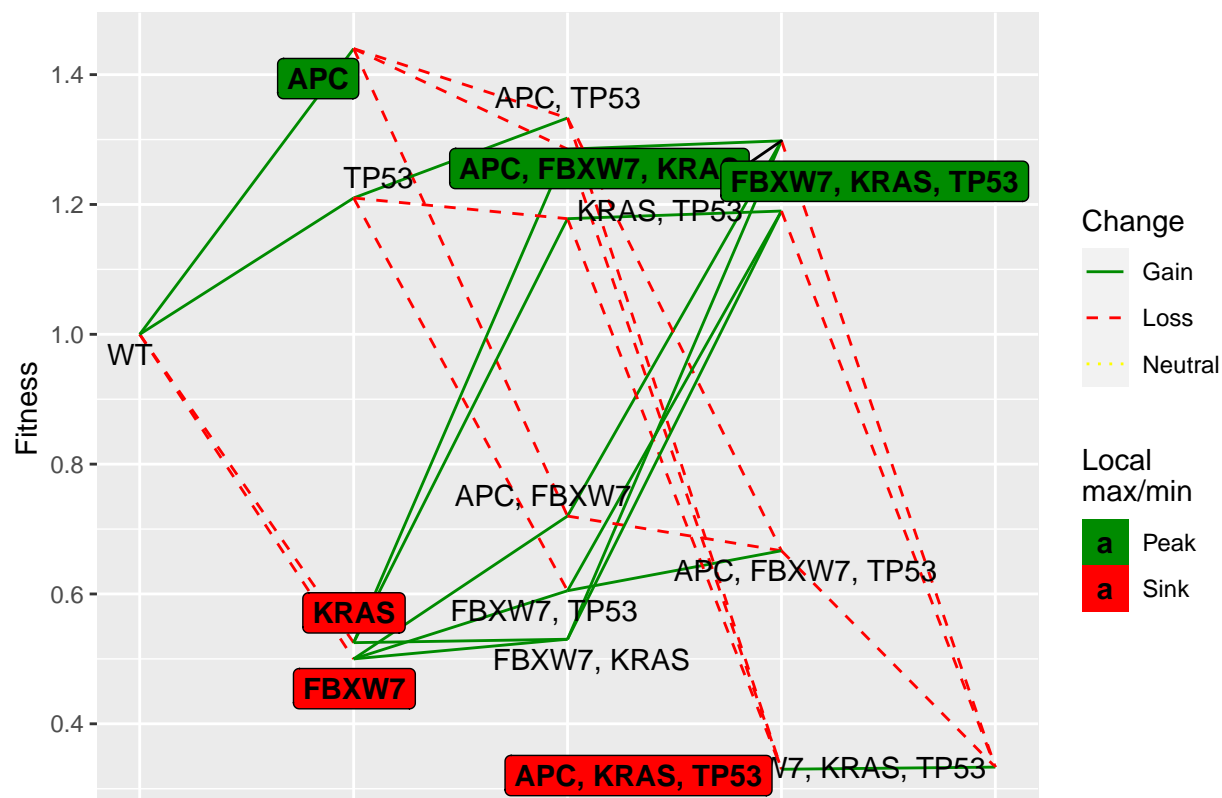 1.4
1.2
1.0
0.8
0.6
0.4
Fitness
APC
APC, TP53
TP53
APC, FBXW7, KRAS
FBXW7, KRAS, TP53
KRAS, TP53
WT
APC, FBXW7
APC, FBXW7, TP53
KRAS
FBXW7, TP53
FBXW7, KRAS
FBXW7
APC, KRAS, TP53
7, KRAS, TP53
Change
Gain
Loss
Neutral
Local
max/min
a Peak
a Sink